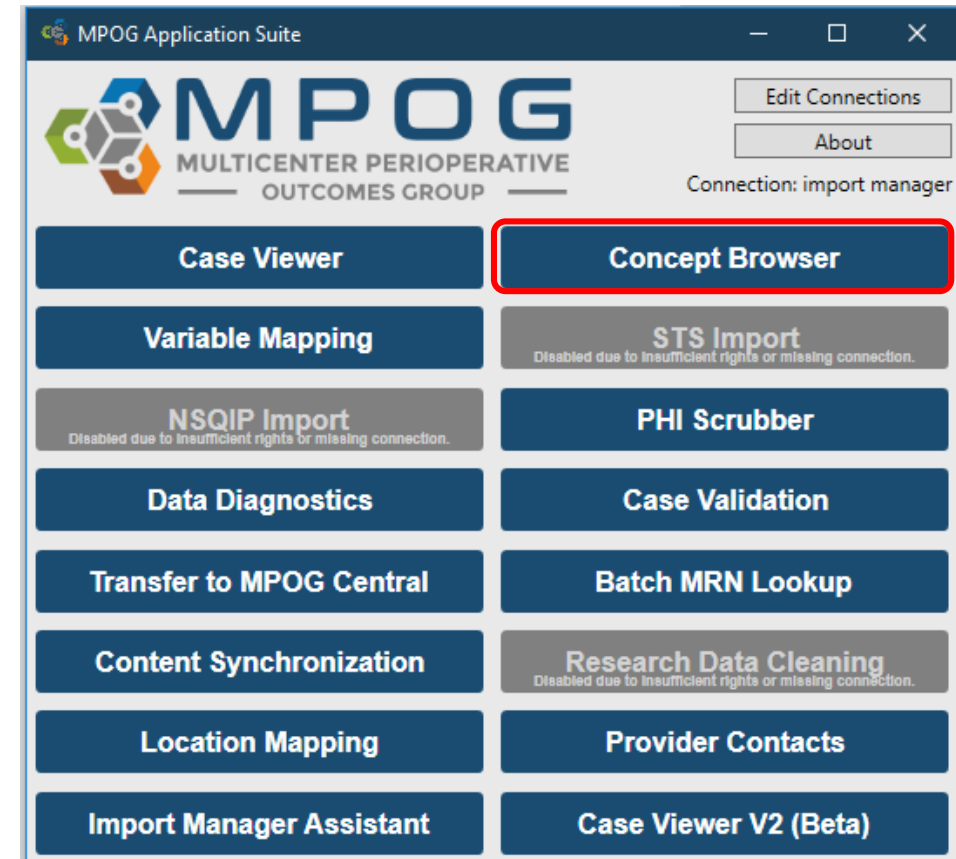 MPOG Application Suite
MPOG
MULTICENTER PERIOPERATIVE
OUTCOMES GROUP
Edit Connections
About
Connection: import manager
Case Viewer
Concept Browser
Variable Mapping
STS Import
Disabled due to insufficient rights or missing connection.
NSQIP Import
Disabled due to insufficient rights or missing connection.
PHI Scrubber
Data Diagnostics
Case Validation
Transfer to MPOG Central
Batch MRN Lookup
Content Synchronization
Research Data Cleaning
Disabled due to insufficient rights or missing connection.
Location Mapping
Provider Contacts
Import Manager Assistant
Case Viewer V2 (Beta)